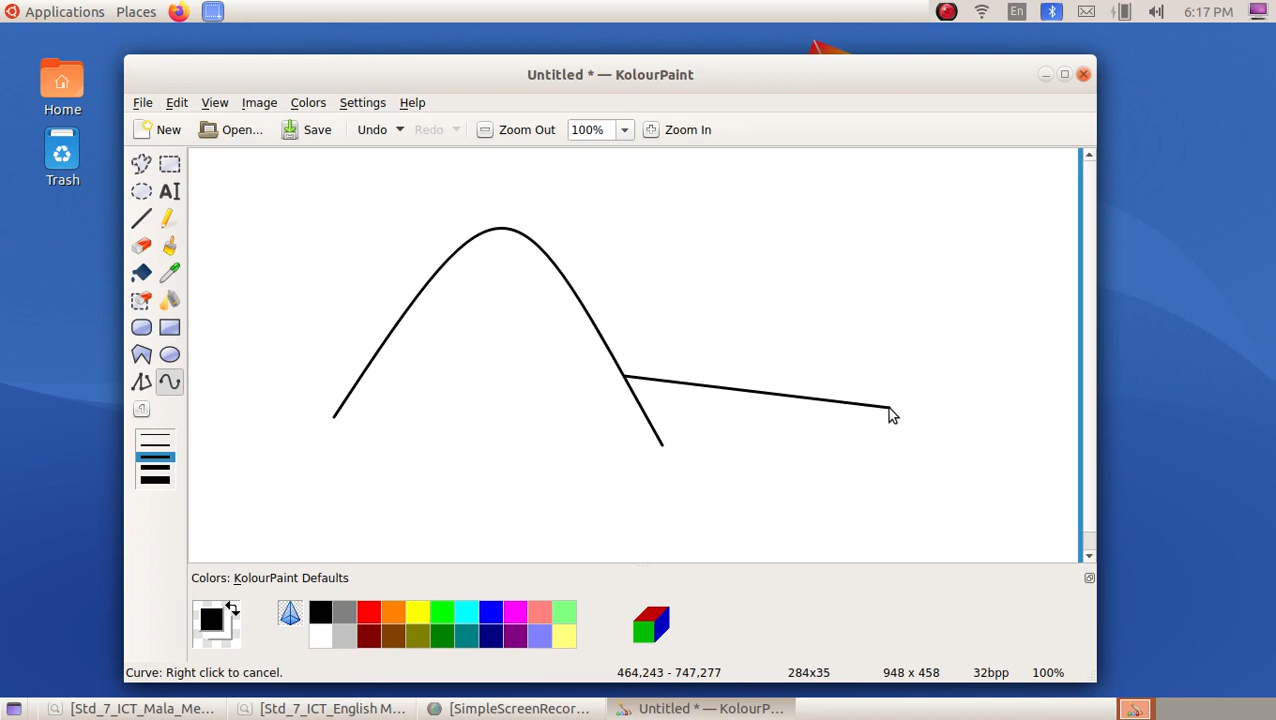 Applications Places En 6:17 PM
Home
Trash
Untitled * — KolourPaint
File Edit View Image Colors Settings Help
New Open... Save Undo Redo Zoom Out 100% Zoom In
AI
Colors: KolourPaint Defaults
Curve: Right click to cancel. 464,243 - 747,277 284x35 948 x 458 32bpp 100%
[Std_7_ICT_Mala_Me... [Std_7_ICT_English M... [SimpleScreenRecor... Untitled * — KolourP...